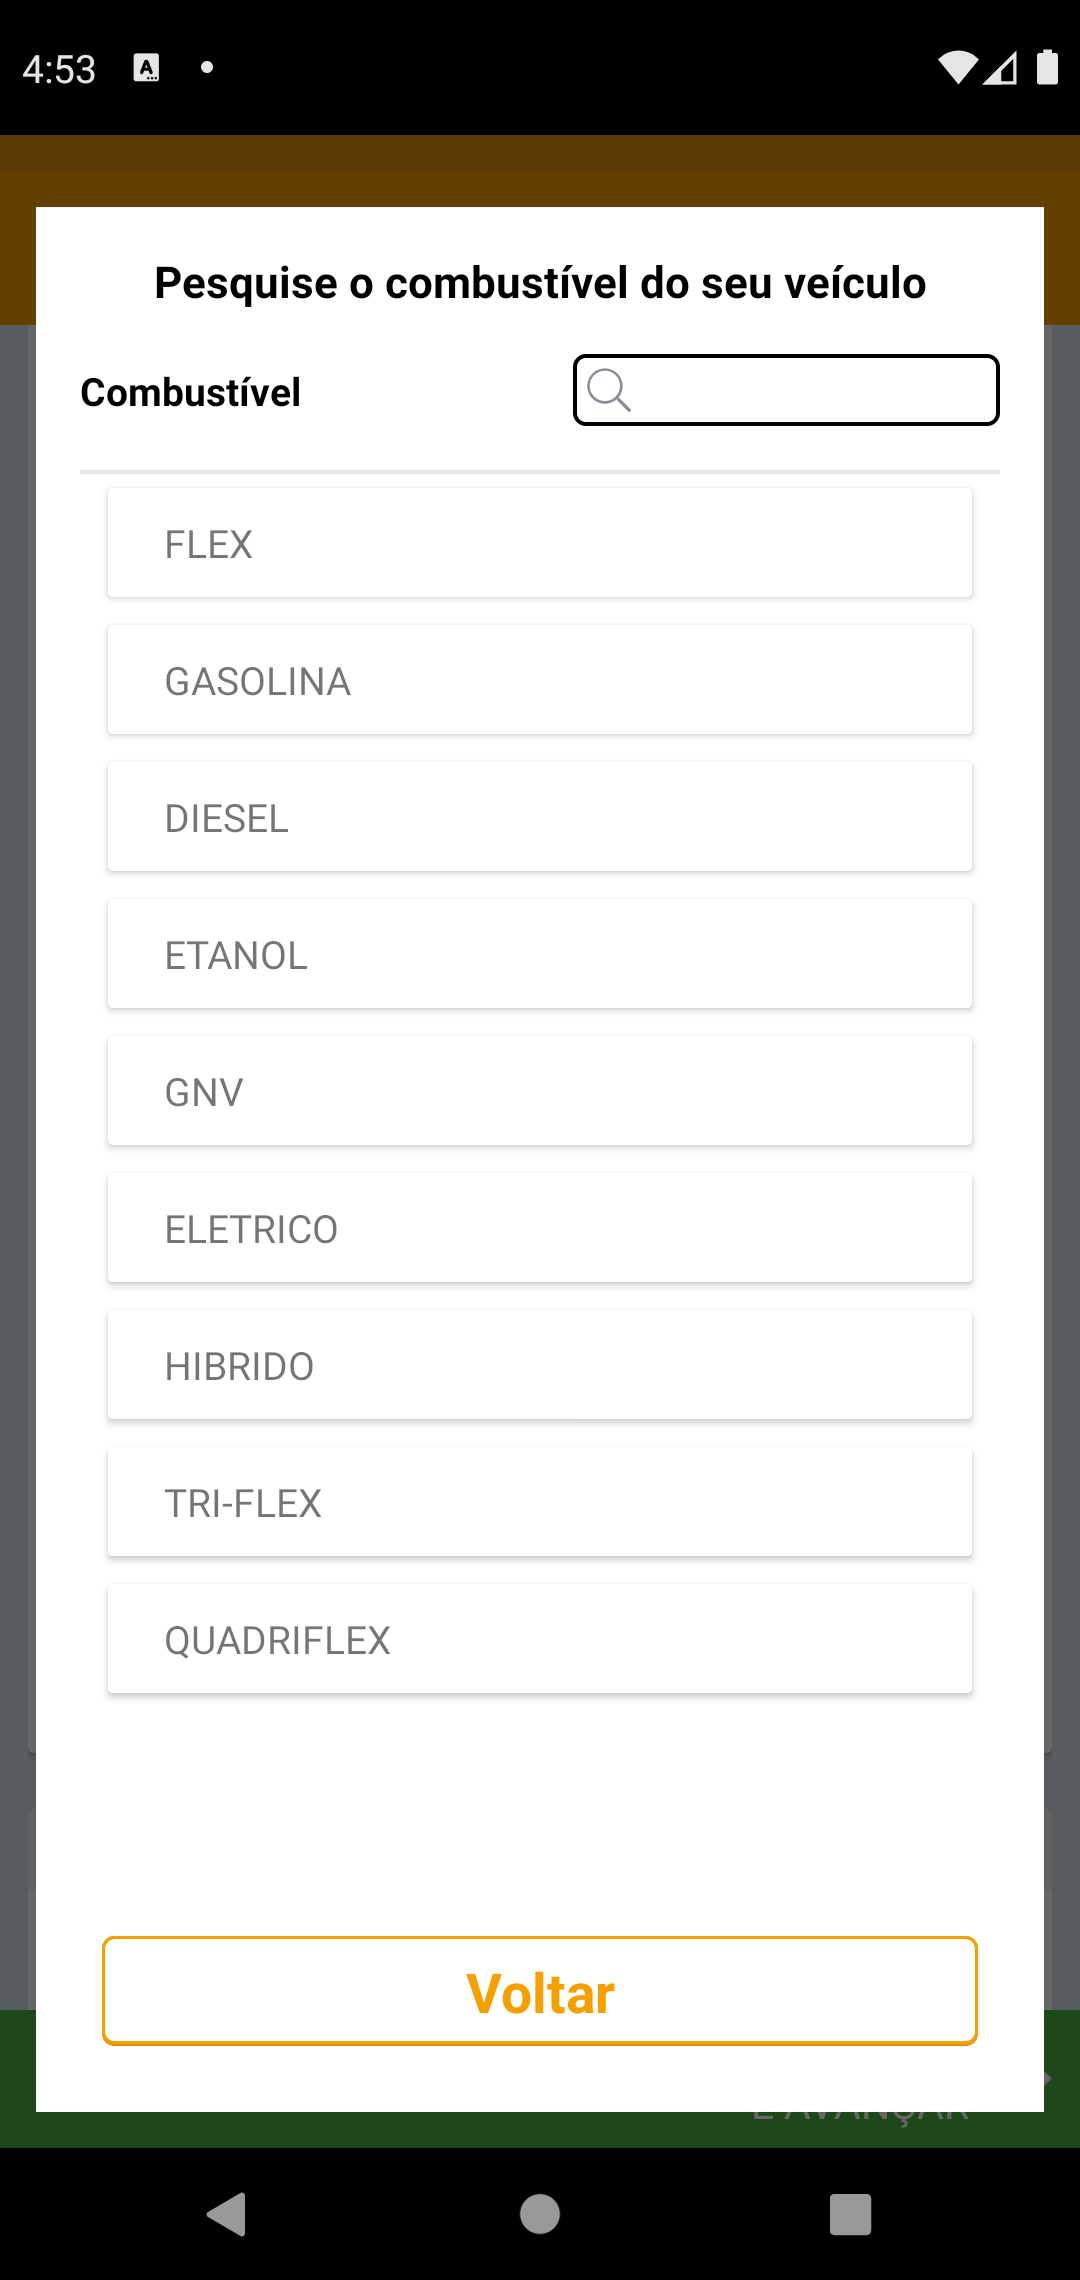 4:53
Pesquise o combustível do seu veículo
Combustível
FLEX
GASOLINA
DIESEL
ETANOL
GNV
ELETRICO
HIBRIDO
TRI-FLEX
QUADRIFLEX
Voltar
E AVANÇAR